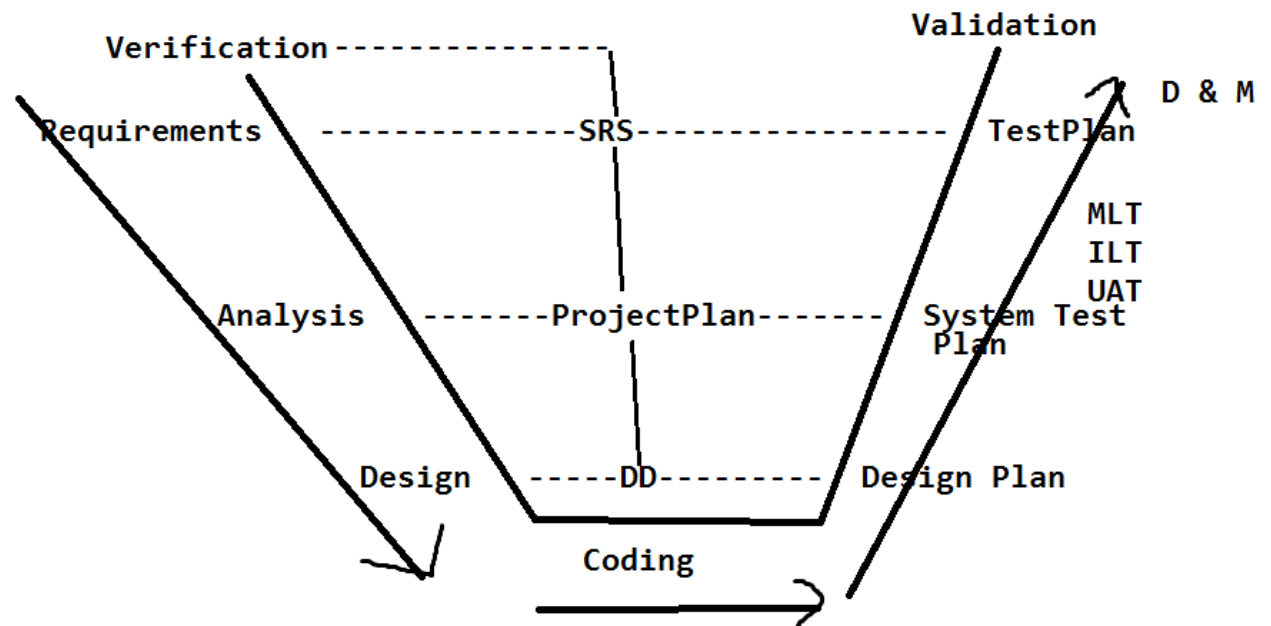 Validation
Verification
D & M
Requirements SRS TestPlan
MLT
ILT
UAT
Analysis ProjectPlan System Test
Plan
Design DD Design Plan
Coding